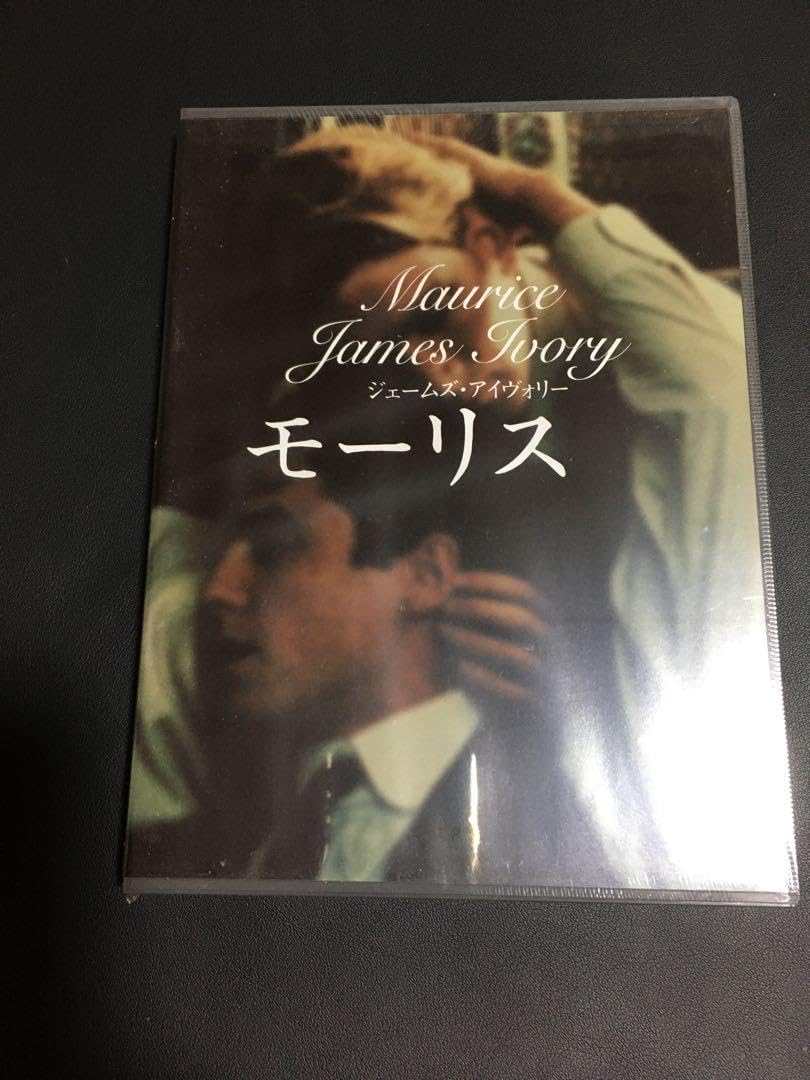 Maurice
James Ivory
ジェームズ・アイヴォリー
モーリス